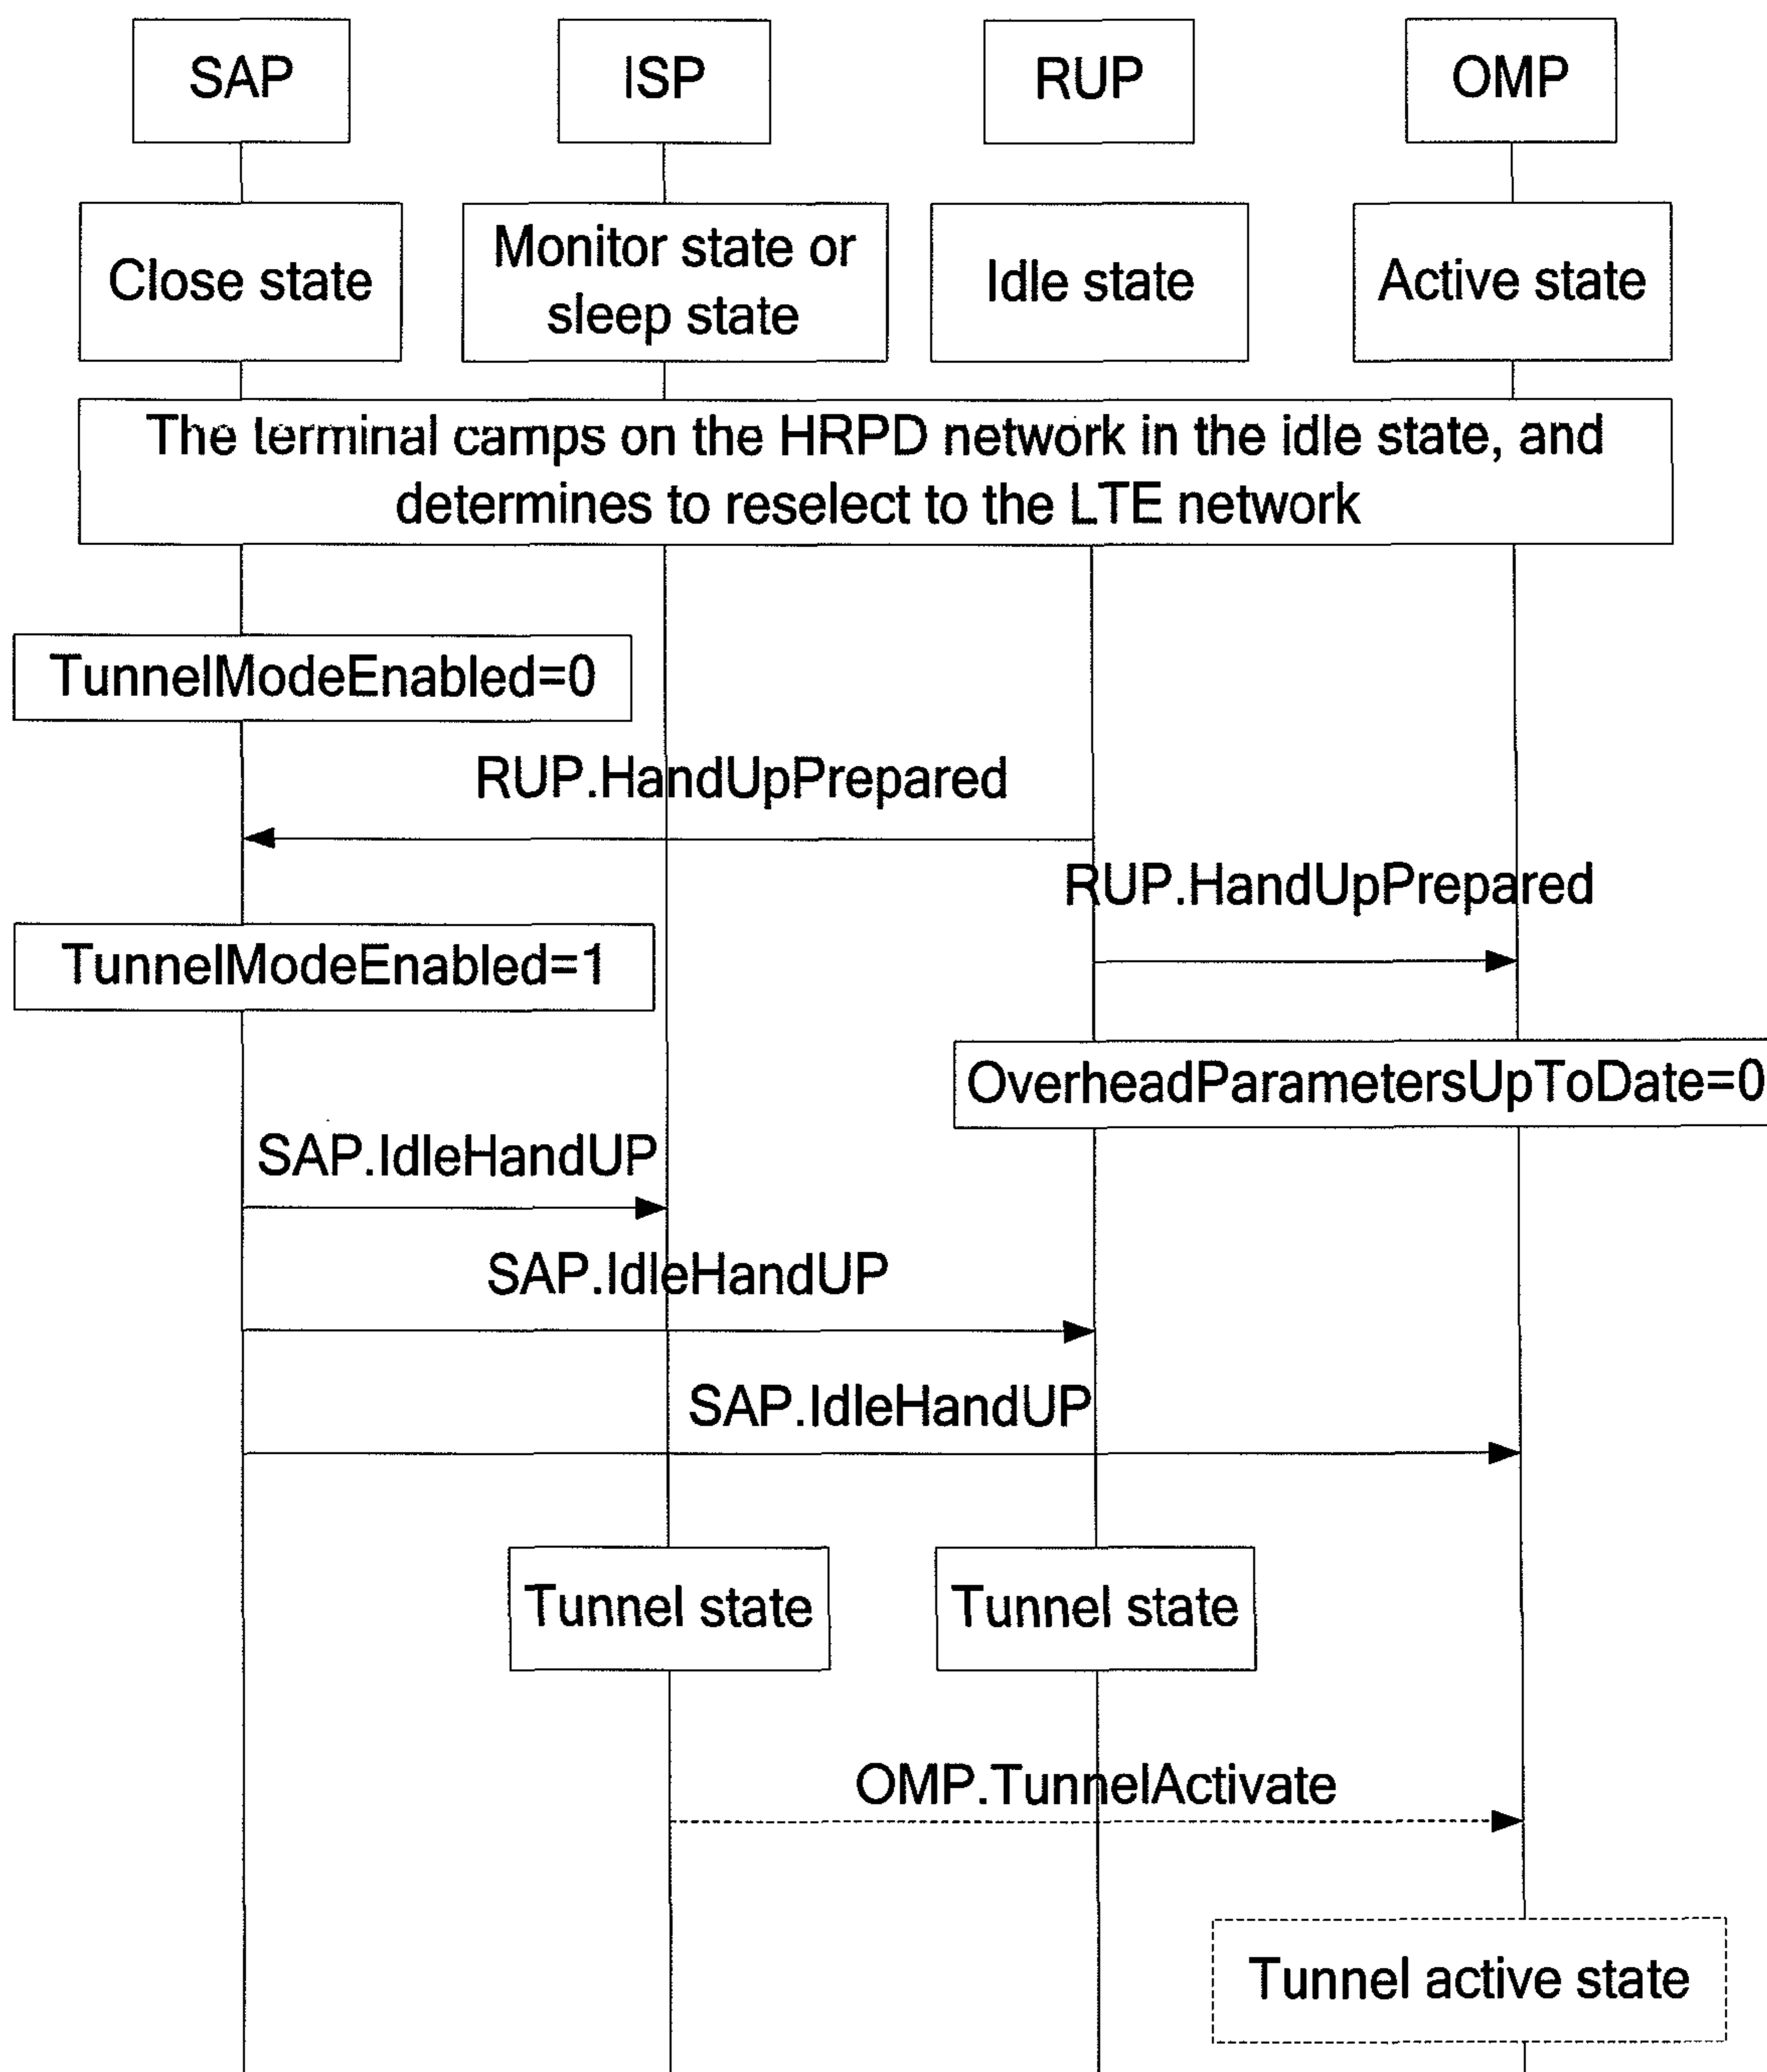 SAP
ISP
RUP
OMP
Close state
Monitor state or
sleep state
Idle state
Active state
The terminal camps on the HRPD network in the idle state, and
determines to reselect to the LTE network
TunnelModeEnabled=0
RUP.HandUpPrepared
RUP.HandUpPrepared
TunnelModeEnabled=1
OverheadParametersUpToDate=0
SAP.IdleHandUP
SAP.IdleHandUP
SAP.IdleHandUP
Tunnel state
Tunnel state
OMP.TunnelActivate
Tunnel active state